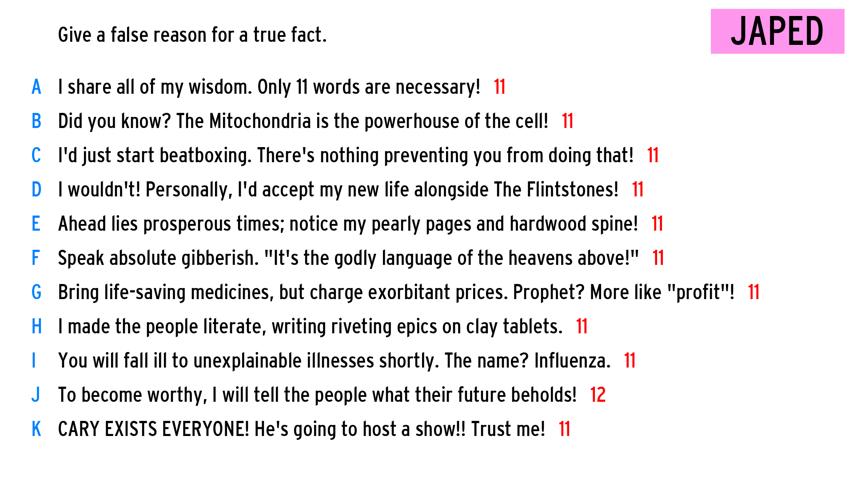 Give a false reason for a true fact.
JAPED
A I share all of my wisdom. Only 11 words are necessary! 11
B Did you know? The Mitochondria is the powerhouse of the cell! 11
C I'd just start beatboxing. There's nothing preventing you from doing that! 11
D I wouldn't! Personally, I'd accept my new life alongside The Flintstones! 11
E Ahead lies prosperous times; notice my pearly pages and hardwood spine! 11
F Speak absolute gibberish. "It's the godly language of the heavens above!" 11
G Bring life-saving medicines, but charge exorbitant prices. Prophet? More like "profit"! 11
H I made the people literate, writing riveting epics on clay tablets. 11
I You will fall ill to unexplainable illnesses shortly. The name? Influenza. 11
J To become worthy, I will tell the people what their future beholds! 12
K CARY EXISTS EVERYONE! He's going to host a show!! Trust me! 11